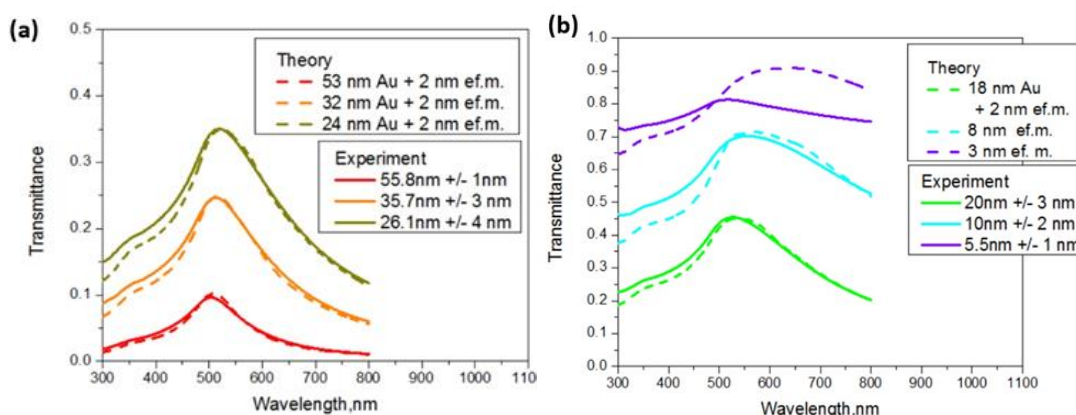 (a)
0.5
0.4
0.3
0.2
0.1
0.0
Transmittance
Theory
53 nm Au + 2 nm ef.m.
32 nm Au + 2 nm ef.m.
24 nm Au + 2 nm ef.m.
Experiment
55.8nm +/- 1nm
35.7nm +/- 3 nm
26.1nm +/- 4 nm
300 400 500 600 700 800 900 1000 110
Wavelength,nm
(b)
1.0
0.9
0.8
0.7
0.6
0.5
0.4
0.3
0.2
0.1
0.0
Transmittance
Theory
18 nm Au
+ 2 nm ef.m.
8 nm ef.m.
3 nm ef. m.
Experiment
20nm +/- 3 nm
10nm +/- 2 nm
5.5nm +/- 1 nm
300 400 500 600 700 800 900 1000 1100
Wavelength,nm